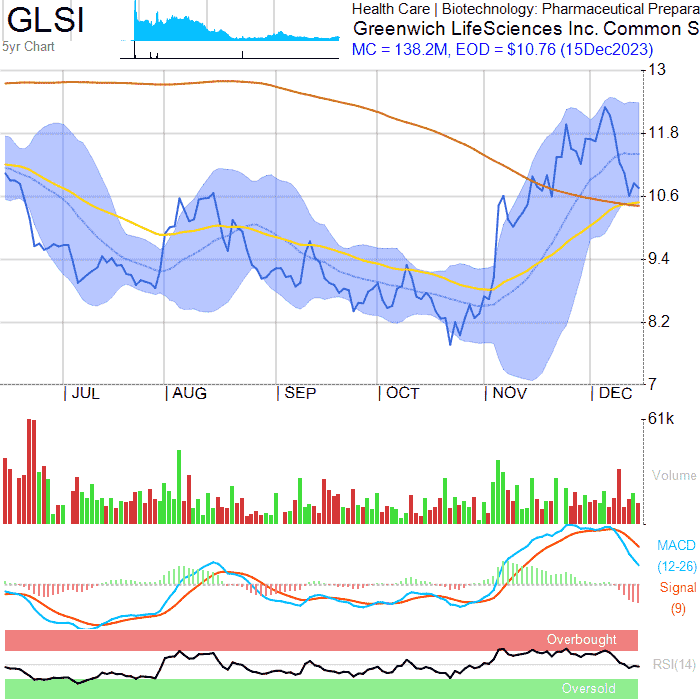 GLSI
5yr Chart
Health Care | Biotechnology: Pharmaceutical Prepara
Greenwich LifeSciences Inc. Common S
MC = 138.2M, EOD = $10.76 (15Dec2023)
13
11.8
10.6
9.4
8.2
7
JUL AUG SEP OCT NOV DEC
61k
Volume
MACD
(12-26)
Signal
(9)
Overbought
RSI(14)
Oversold